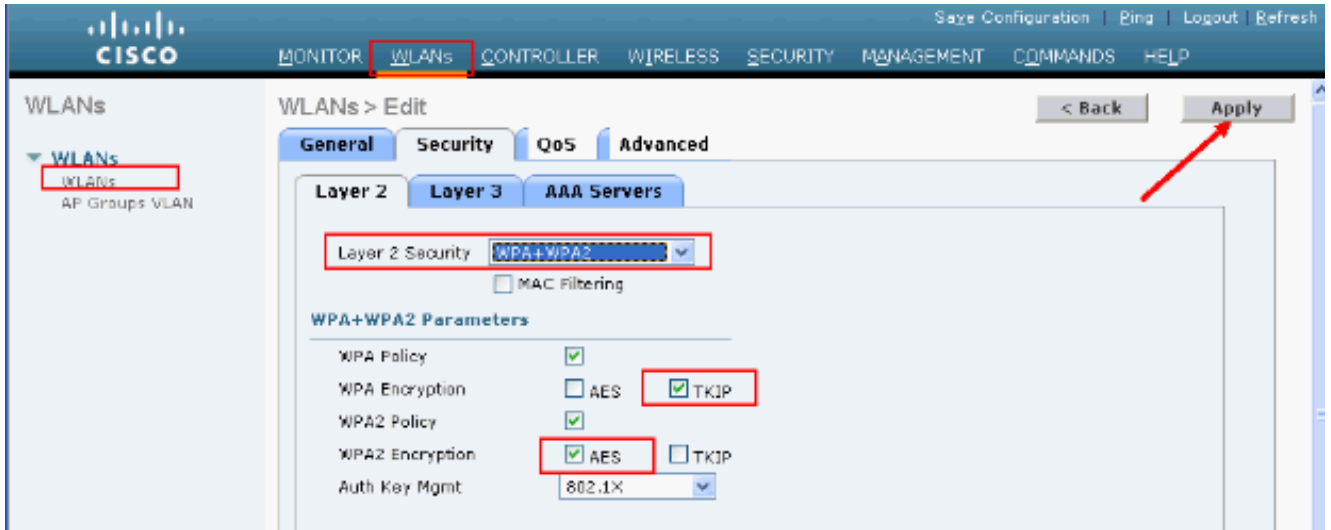 Save Configuration | Ping | Logout | Refresh
CISCO
MONITOR WLANs CONTROLLER WIRELESS SECURITY MANAGEMENT COMMANDS HELP
WLANs
WLANs > Edit
< Back
Apply
General Security QoS Advanced
WLANs
WLANs
AP Groups VLAN
Layer 2 Layer 3 AAA Servers
Layer 2 Security WPA+WPA2
MAC Filtering
WPA+WPA2 Parameters
WPA Policy
WPA Encryption AES TKIP
WPA2 Policy
WPA2 Encryption AES TKIP
Auth Key Mgmt 802.1X